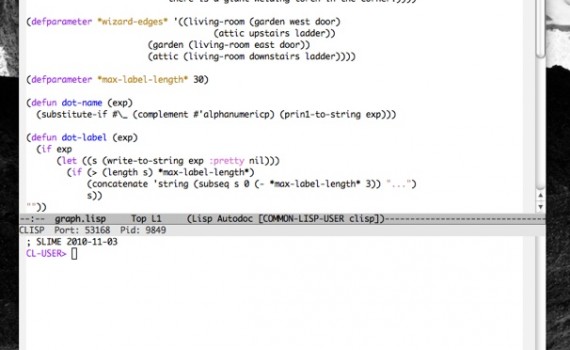 there is a giant welding torch in the corner.))))
(defparameter *wizard-edges* '((living-room (garden west door)
(attic upstairs ladder))
(garden (living-room east door))
(attic (living-room downstairs ladder))))
(defparameter *max-label-length* 30)
(defun dot-name (exp)
(substitute-if #\_ (complement #'alphanumericp) (prin1-to-string exp)))
(defun dot-label (exp)
(if exp
(let ((s (write-to-string exp :pretty nil)))
(if (> (length s) *max-label-length*)
(concatenate 'string (subseq s 0 (- *max-label-length* 3)) "...")
s))
""))
--:-- graph.lisp Top L1 (Lisp Autodoc [COMMON-LISP-USER clisp])
CLISP Port: 53168 Pid: 9849
; SLIME 2010-11-03
CL-USER>